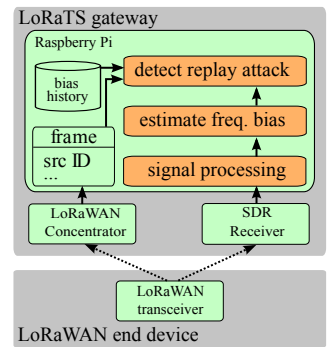 LoRaTS gateway
Raspberry Pi
detect replay attack
bias
history
estimate freq. bias
frame
src ID
...
signal processing
LoRaWAN
Concentrator
SDR
Receiver
LoRaWAN
transceiver
LoRaWAN end device